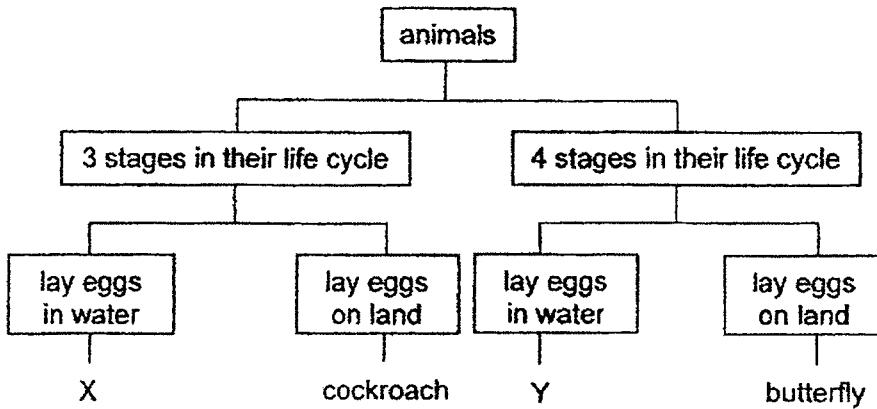 animals
3 stages in their life cycle
4 stages in their life cycle
lay eggs
in water
lay eggs
on land
lay eggs
in water
lay eggs
on land
X
cockroach
Y
butterfly